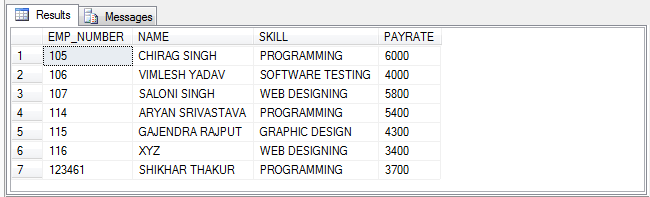 Results Messages
EMP_NUMBER NAME SKILL PAYRATE
1 105 CHIRAG SINGH PROGRAMMING 6000
2 106 VIMLESH YADAV SOFTWARE TESTING 4000
3 107 SALONI SINGH WEB DESIGNING 5800
4 114 ARYAN SRIVASTAVA PROGRAMMING 5400
5 115 GAJENDRA RAJPUT GRAPHIC DESIGN 4300
6 116 XYZ WEB DESIGNING 3400
7 123461 SHIKHAR THAKUR PROGRAMMING 3700